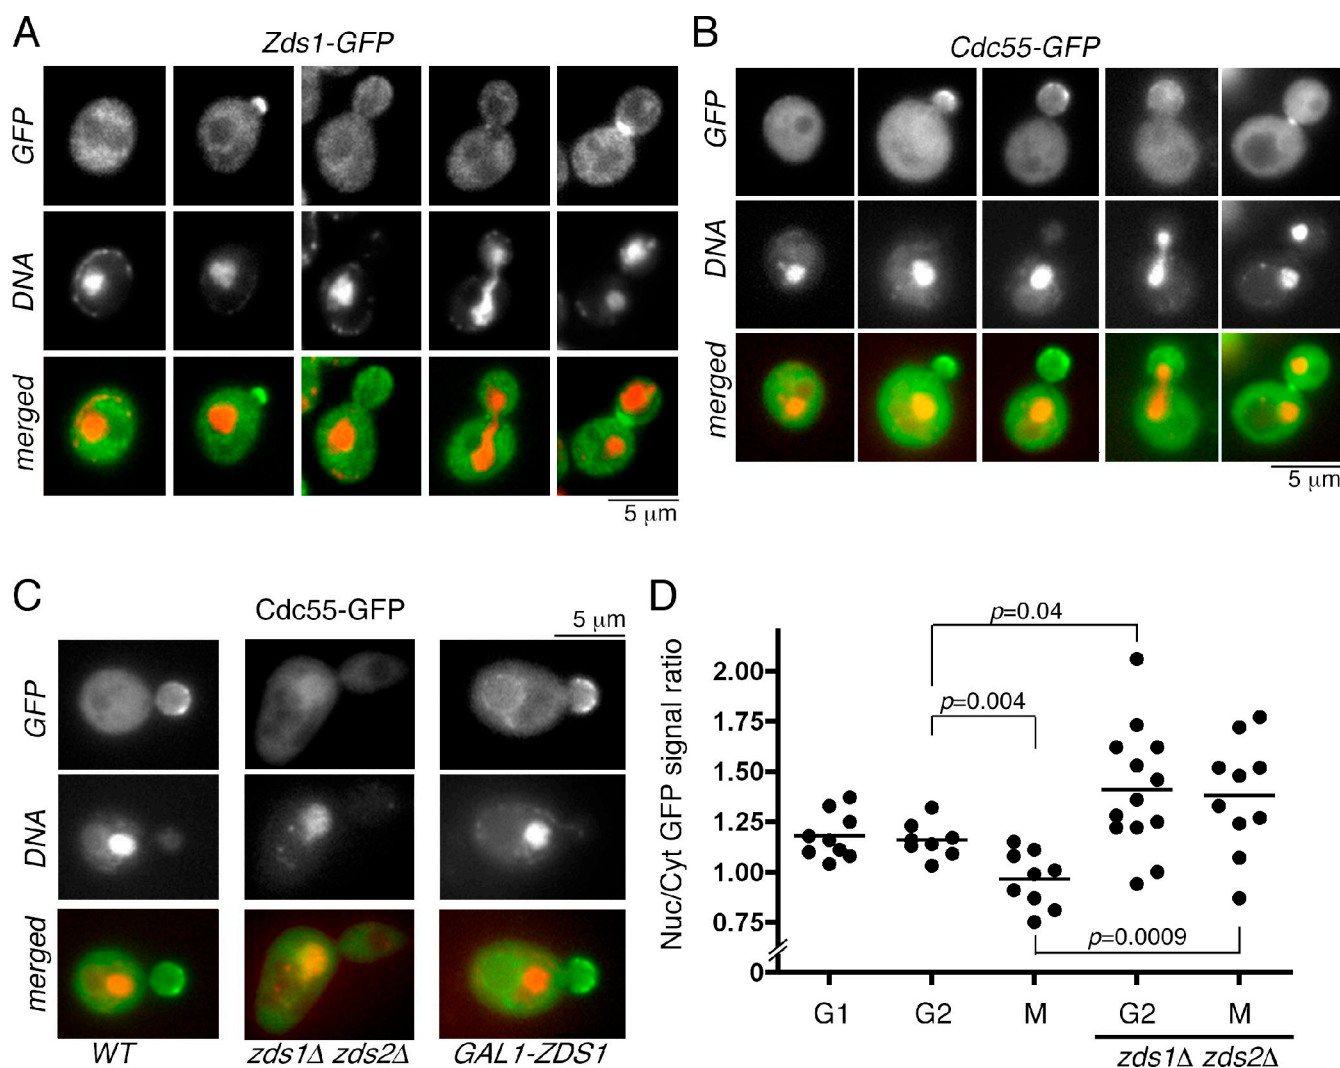 A
Zds1-GFP
GFP
DNA
merged
5 μm
B
Cdc55-GFP
GFP
DNA
merged
5 μm
C
Cdc55-GFP
5 μm
GFP
DNA
merged
WT
zds1Δ zds2Δ
GAL1-ZDS1
D
Nuc/Cyt GFP signal ratio
p=0.04
p=0.004
p=0.0009
2.00
1.75
1.50
1.25
1.00
0.75
0
G1
G2
M
G2
M
zds1Δ zds2Δ